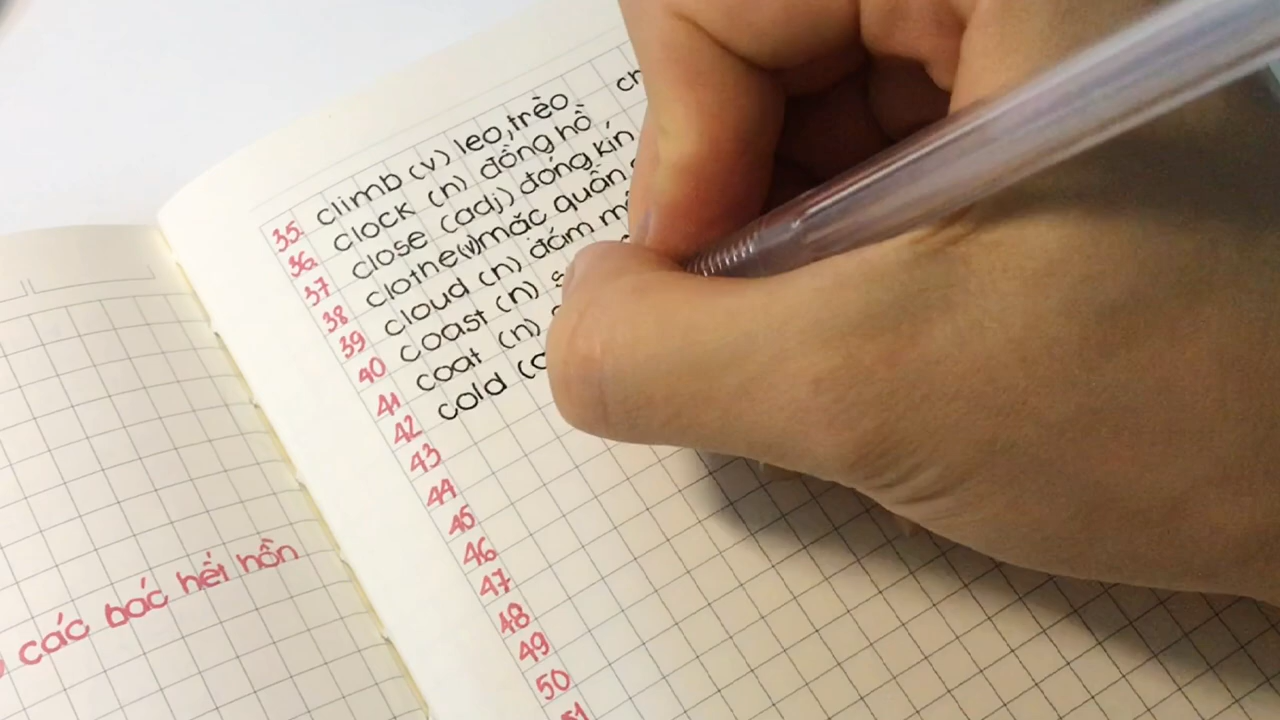 35 climb (v) leo, trèo
36 clock (n) đồng hồ
37 close (adj) đóng kín
38 clothe (v) mặc quần
39 cloud (n) đám
40 coast (n)
41 coat (n)
42 cold
43
44
45
46
47
48
49
50
51
các bác hết hồn